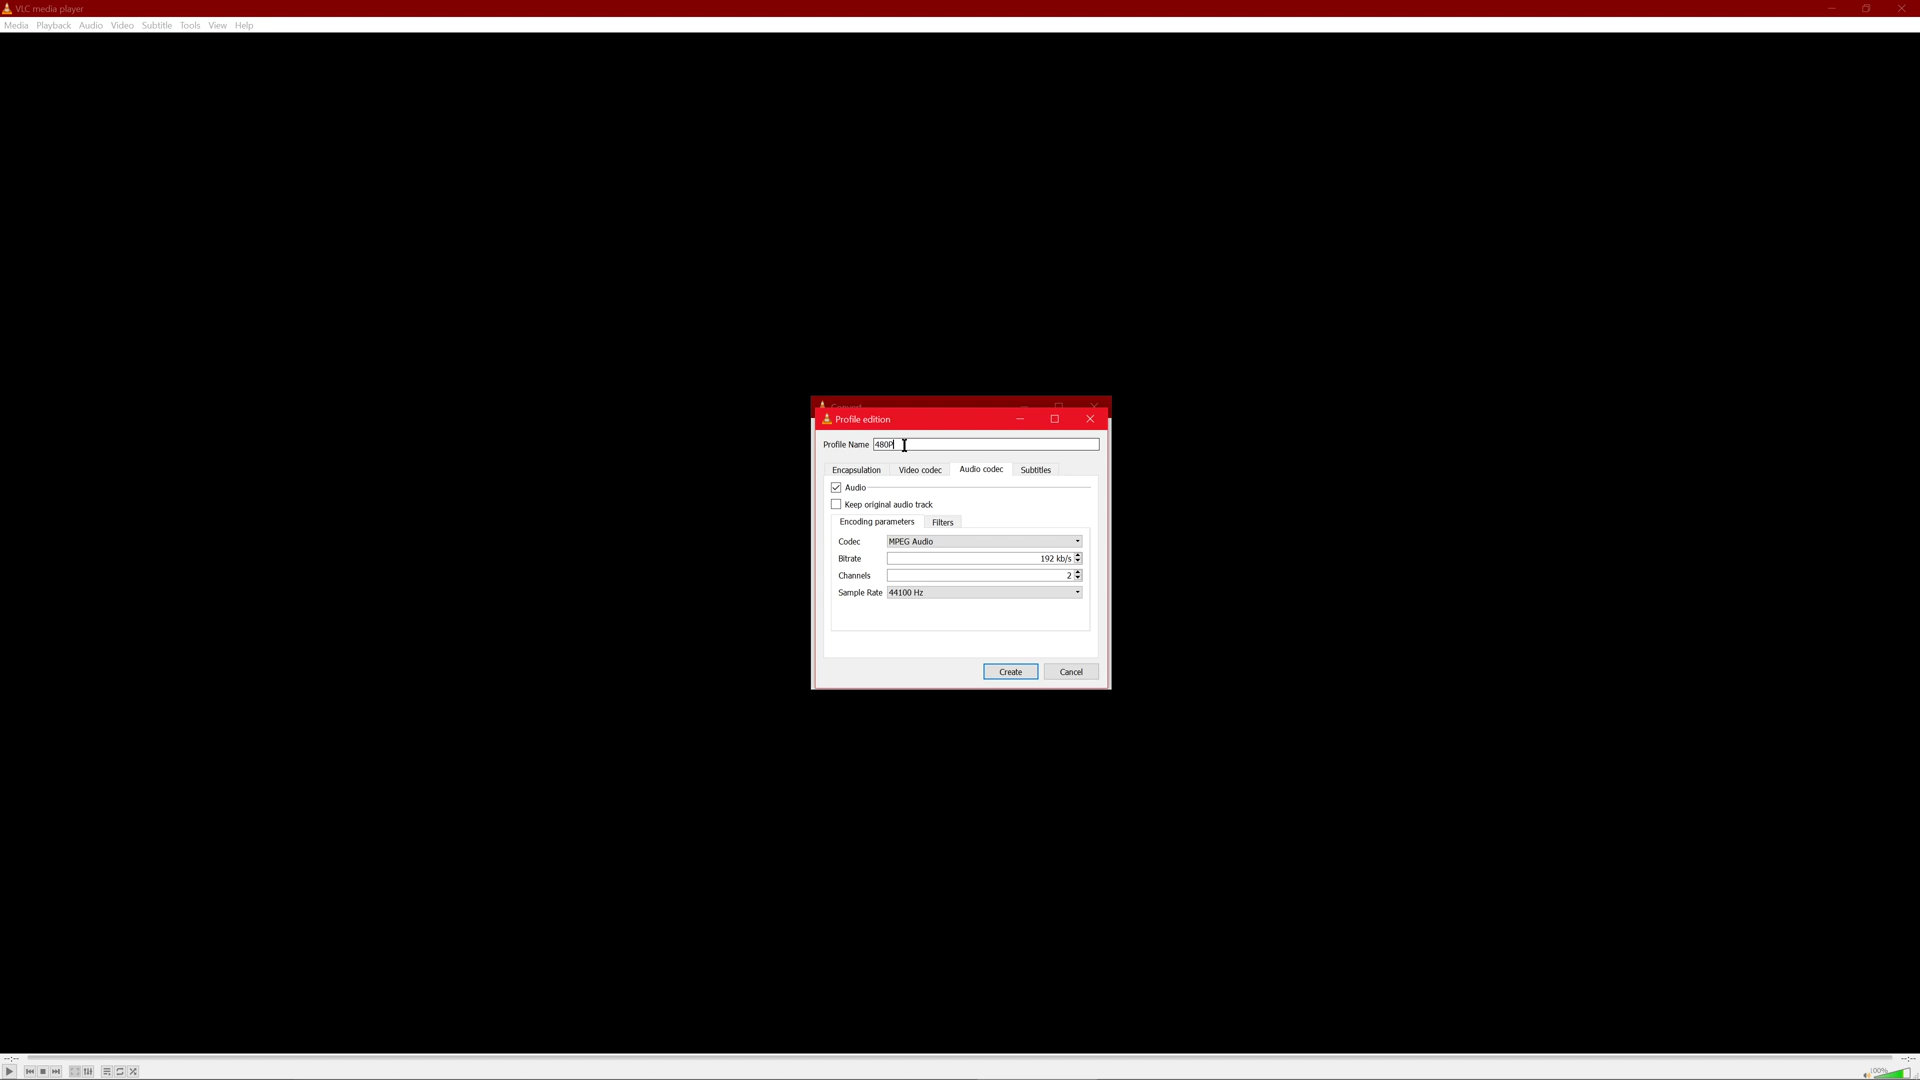 VLC media player
Media Playback Audio Video Subtitle Tools View Help
Convert
Profile edition
Profile Name 480P
Encapsulation Video codec Audio codec Subtitles
Audio
Keep original audio track
Encoding parameters Filters
Codec MPEG Audio
Bitrate 192 kb/s
Channels 2
Sample Rate 44100 Hz
Create Cancel
--:-- --:--
100%